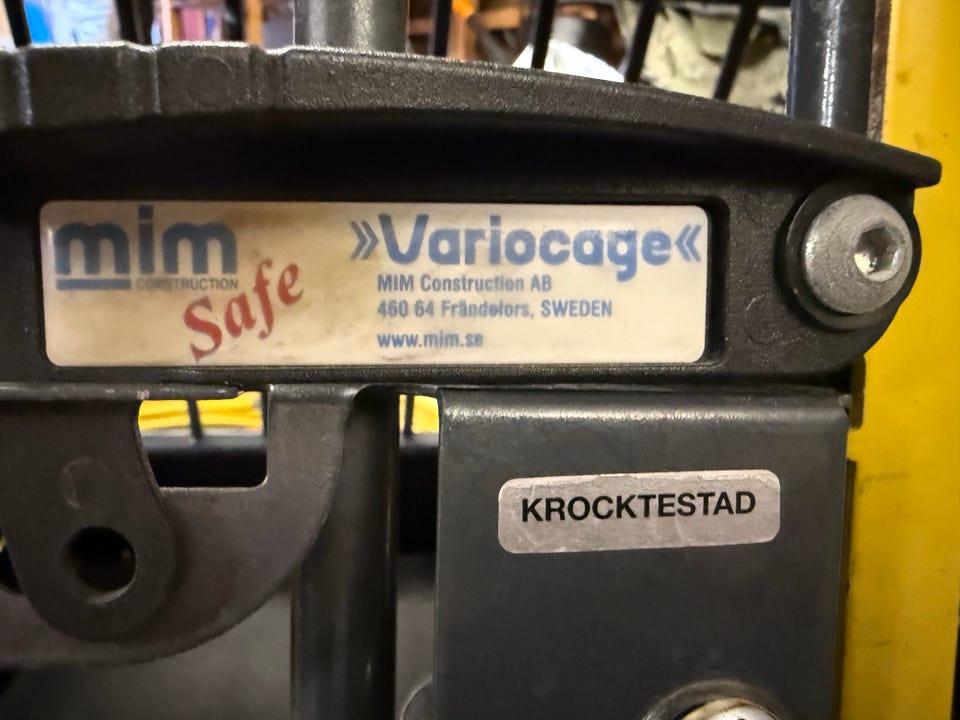 mim
CONSTRUCTION
Safe
»Variocage«
MIM Construction AB
460 64 Frändefors, SWEDEN
www.mim.se
KROCKTESTAD